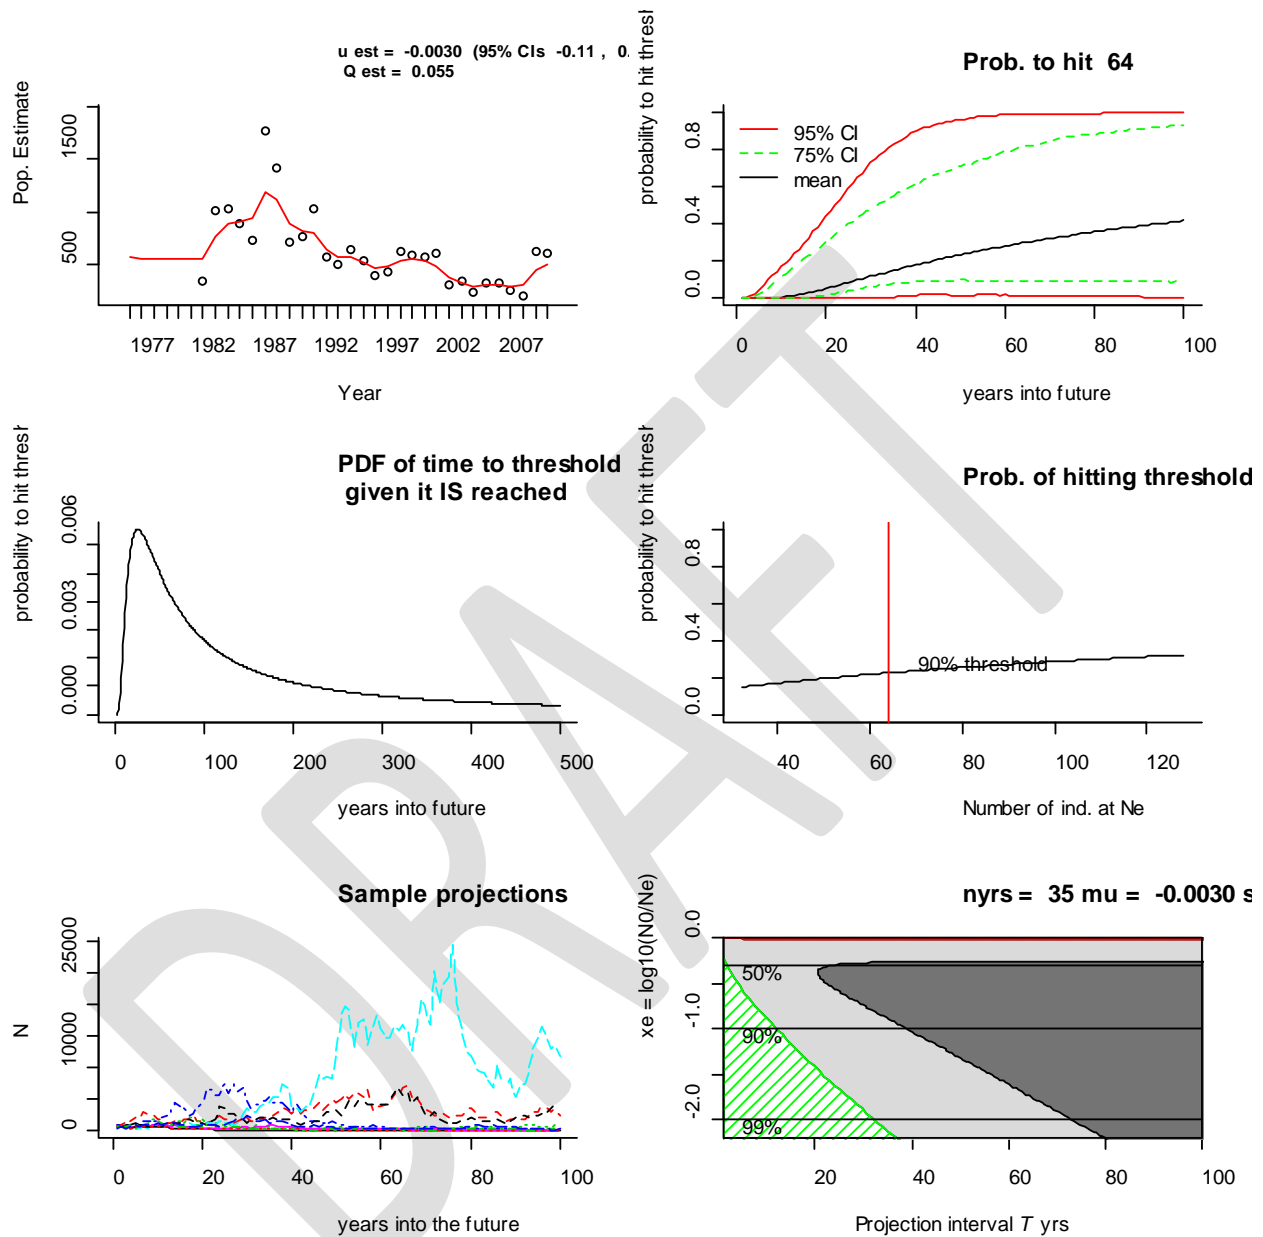 u est = -0.0030 (95% CIs -0.11 , 0.
Q est = 0.055
Pop. Estimate
500
1500
1977 1982 1987 1992 1997 2002 2007
Year
Prob. to hit 64
probability to hit thresh
0.0 0.4 0.8
95% CI
75% CI
mean
0 20 40 60 80 100
years into future
PDF of time to threshold
given it IS reached
probability to hit thresh
0.000 0.003 0.006
0 100 200 300 400 500
years into future
Prob. of hitting threshold
probability to hit thresh
0.0 0.4 0.8
90% threshold
40 60 80 100 120
Number of ind. at Ne
Sample projections
N
0 10000 25000
0 20 40 60 80 100
years into the future
nyrs = 35 mu = -0.0030 s
xe = log10(N0/Ne)
-2.0 -1.0 0.0
50%
90%
99%
20 40 60 80 100
Projection interval T yrs
DRAFT